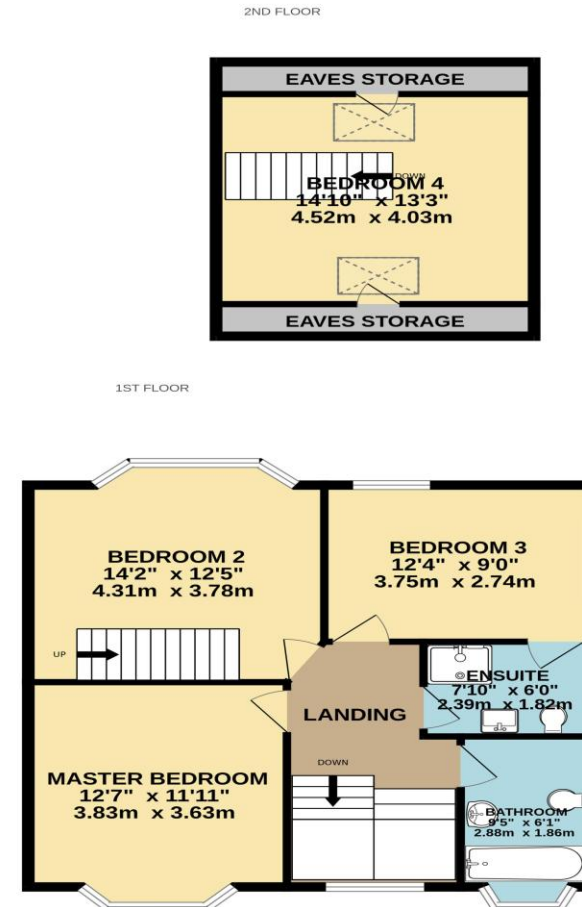 2ND FLOOR
EAVES STORAGE
DOWN
BEDROOM 4
14'10" x 13'3"
4.52m x 4.03m
EAVES STORAGE
1ST FLOOR
BEDROOM 2
14'2" x 12'5"
4.31m x 3.78m
UP
BEDROOM 3
12'4" x 9'0"
3.75m x 2.74m
ENSUITE
7'10" x 6'0"
2.39m x 1.82m
LANDING
DOWN
MASTER BEDROOM
12'7" x 11'11"
3.83m x 3.63m
BATHROOM
9'5" x 6'1"
2.88m x 1.86m